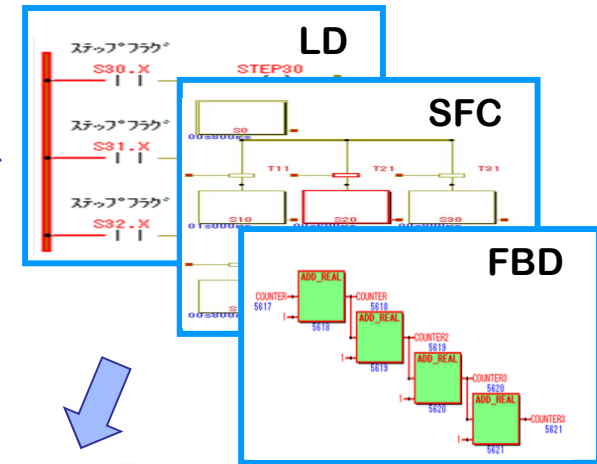 LD
ステップフラグ
S30.X STEP30
ステップフラグ
S31.X
ステップフラグ
S32.X
SFC
S0
00s800ms
T11 T21 T31
S10 S20 S30
01s000ms
FBD
ADD_REAL
COUNTER COUNTER
5617 5618
1
5618
ADD_REAL
COUNTER2
5619
1
5619
ADD_REAL
COUNTER3
5620
1
5620
ADD_REAL
COUNTER3
5621
1
5621